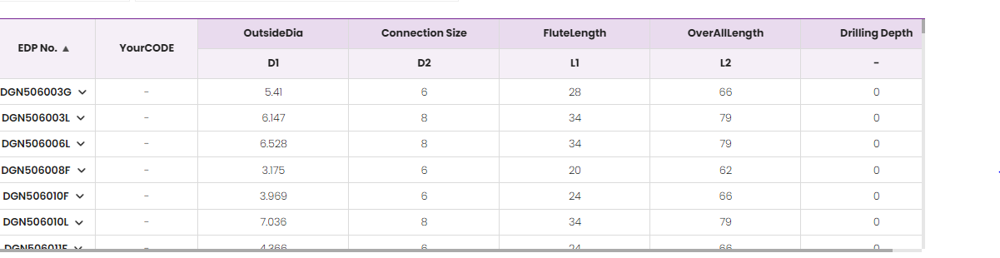 OutsideDia Connection Size FluteLength OverAllLength Drilling Depth
EDP No. ▲ YourCODE
D1 D2 L1 L2 -
DGN506003G - 5.41 6 28 66 0
DGN506003L - 6.147 8 34 79 0
DGN506006L - 6.528 8 34 79 0
DGN506008F - 3.175 6 20 62 0
DGN506010F - 3.969 6 24 66 0
DGN506010L - 7.036 8 34 79 0
DGN506011F - 4.366 6 24 66 0